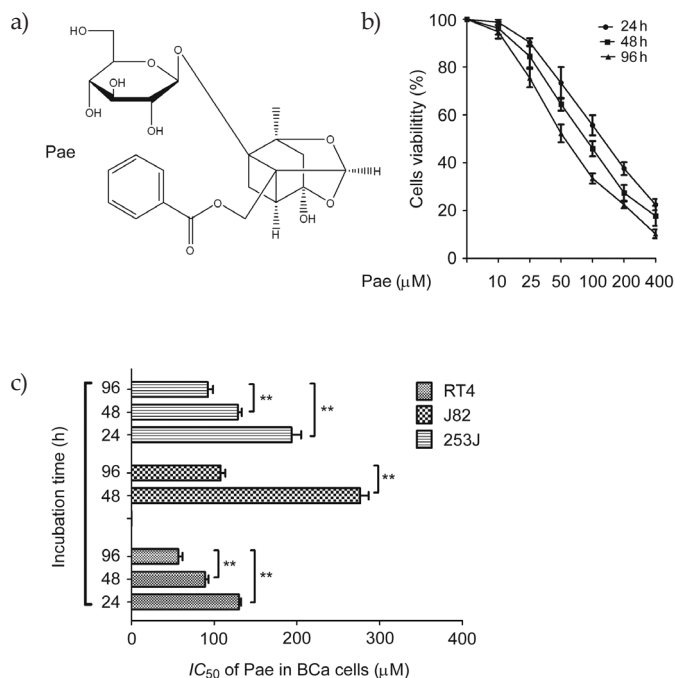 a)
HO
O
O
OH
HO
OH
OH
Pae
O
O
H
O
OH
H
O
b)
Cells viabilitity (%)
100
80
60
40
20
0
24 h
48 h
96 h
Pae (μM)
10 25 50 100 200 400
c)
Incubation time (h)
96
48
24
96
48
96
48
24
**
**
**
**
**
RT4
J82
253J
0 100 200 300 400
IC50 of Pae in BCa cells (μM)